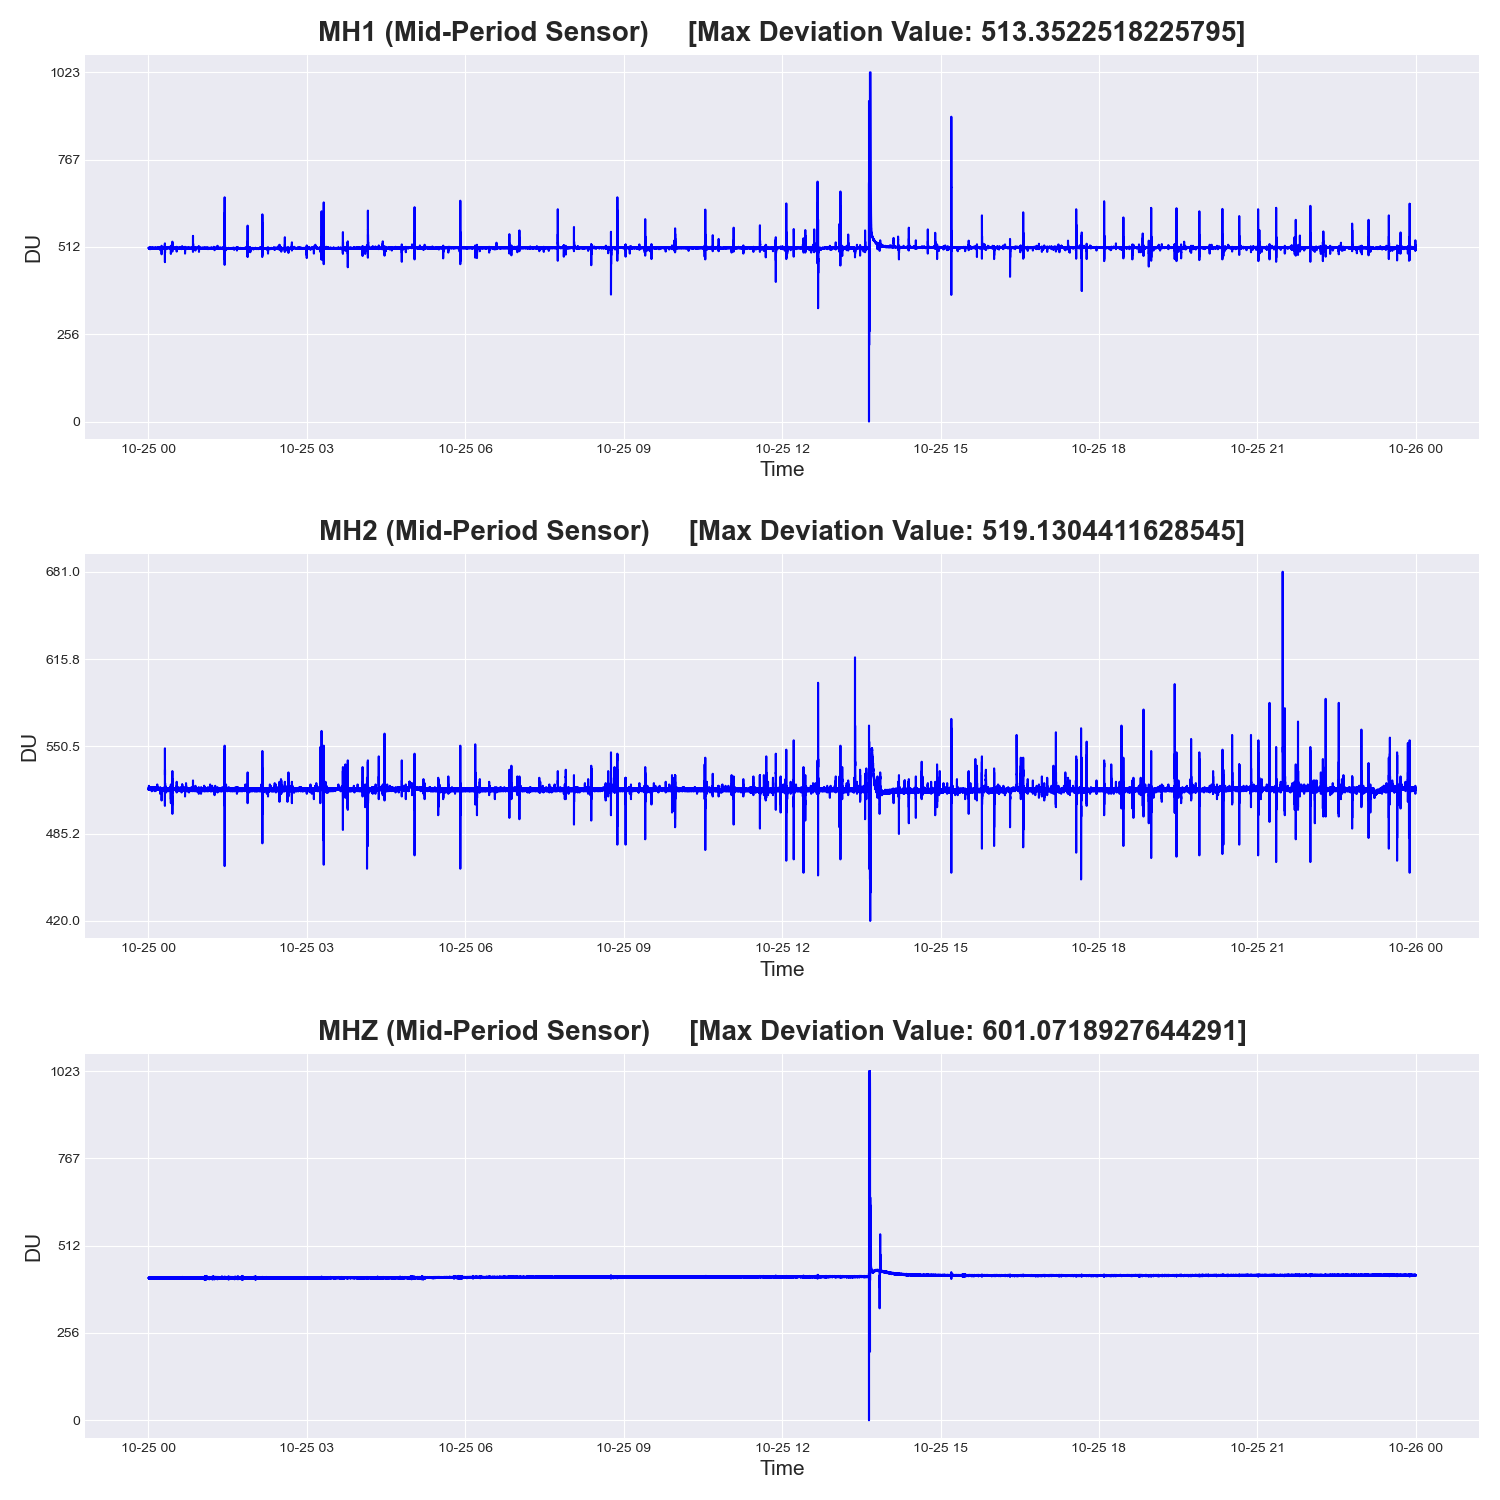 MH1 (Mid-Period Sensor) [Max Deviation Value: 513.3522518225795]
1023
767
512
256
0
DU
10-25 00 10-25 03 10-25 06 10-25 09 10-25 12 10-25 15 10-25 18 10-25 21 10-26 00
Time
MH2 (Mid-Period Sensor) [Max Deviation Value: 519.1304411628545]
681.0
615.8
550.5
485.2
420.0
DU
10-25 00 10-25 03 10-25 06 10-25 09 10-25 12 10-25 15 10-25 18 10-25 21 10-26 00
Time
MHZ (Mid-Period Sensor) [Max Deviation Value: 601.0718927644291]
1023
767
512
256
0
DU
10-25 00 10-25 03 10-25 06 10-25 09 10-25 12 10-25 15 10-25 18 10-25 21 10-26 00
Time